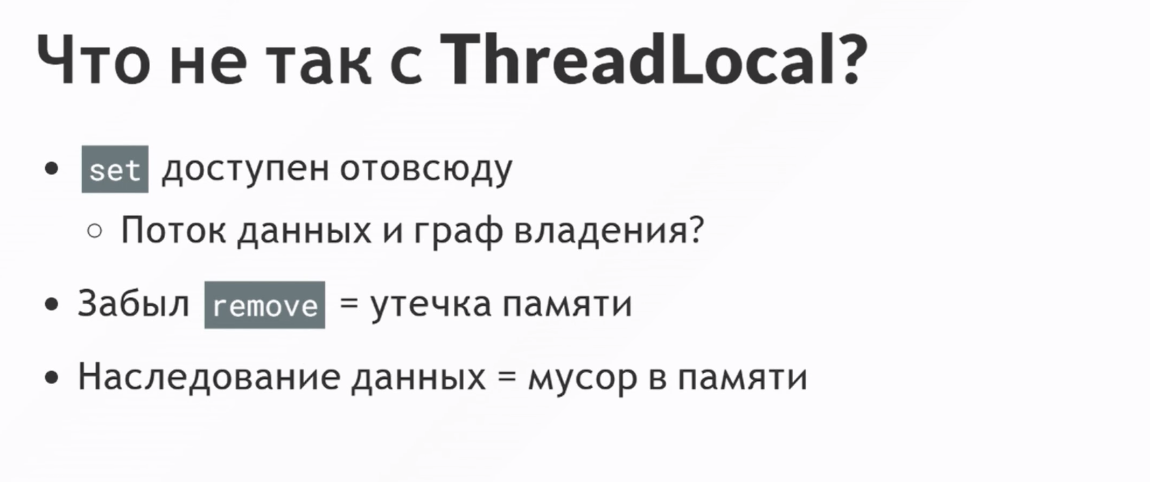 Что не так с ThreadLocal?
• set доступен отовсюду
○ Поток данных и граф владения?
• Забыл remove = утечка памяти
• Наследование данных = мусор в памяти